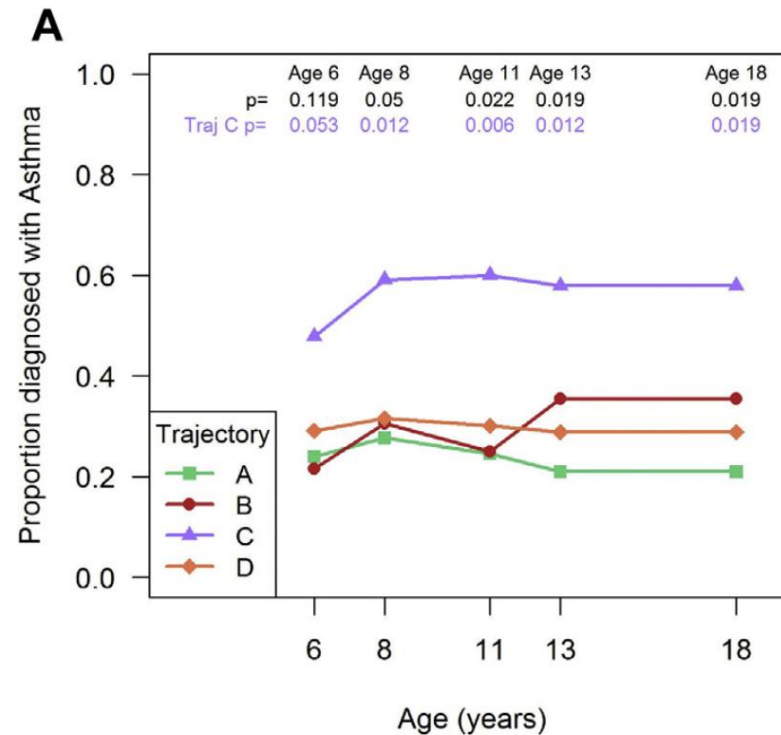 A
Age 6 Age 8 Age 11 Age 13 Age 18
p= 0.119 0.05 0.022 0.019 0.019
Traj C p= 0.053 0.012 0.006 0.012 0.019
1.0
0.8
0.6
0.4
0.2
0.0
Proportion diagnosed with Asthma
Trajectory
A
B
C
D
6 8 11 13 18
Age (years)